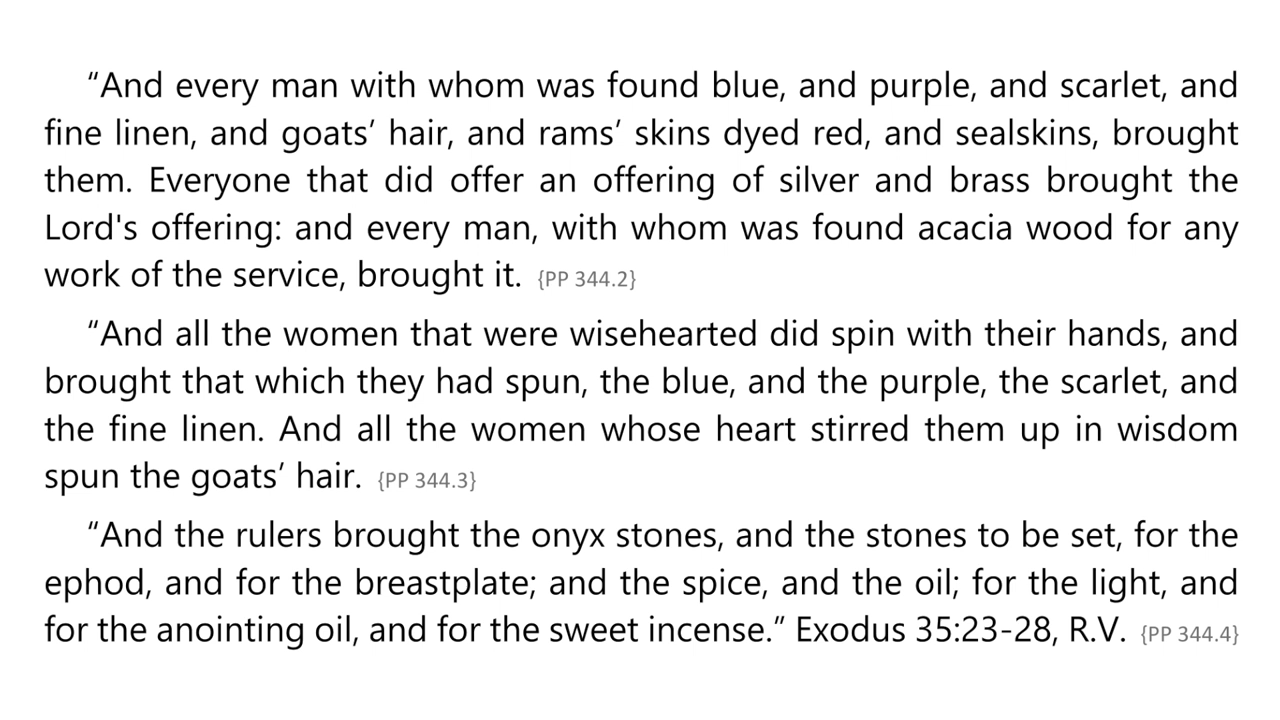 “And every man with whom was found blue, and purple, and scarlet, and
fine linen, and goats’ hair, and rams’ skins dyed red, and sealskins, brought
them. Everyone that did offer an offering of silver and brass brought the
Lord's offering: and every man, with whom was found acacia wood for any
work of the service, brought it. {PP 344.2}
“And all the women that were wisehearted did spin with their hands, and
brought that which they had spun, the blue, and the purple, the scarlet, and
the fine linen. And all the women whose heart stirred them up in wisdom
spun the goats’ hair. {PP 344.3}
“And the rulers brought the onyx stones, and the stones to be set, for the
ephod, and for the breastplate; and the spice, and the oil; for the light, and
for the anointing oil, and for the sweet incense.” Exodus 35:23-28, R.V. {PP 344.4}